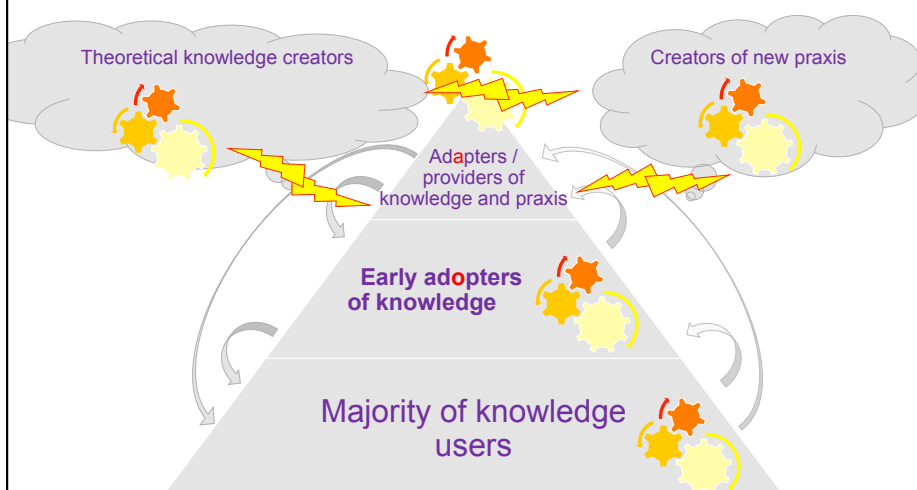 Theoretical knowledge creators
Creators of new praxis
Adapters /
providers of
knowledge and praxis
Early adopters
of knowledge
Majority of knowledge
users